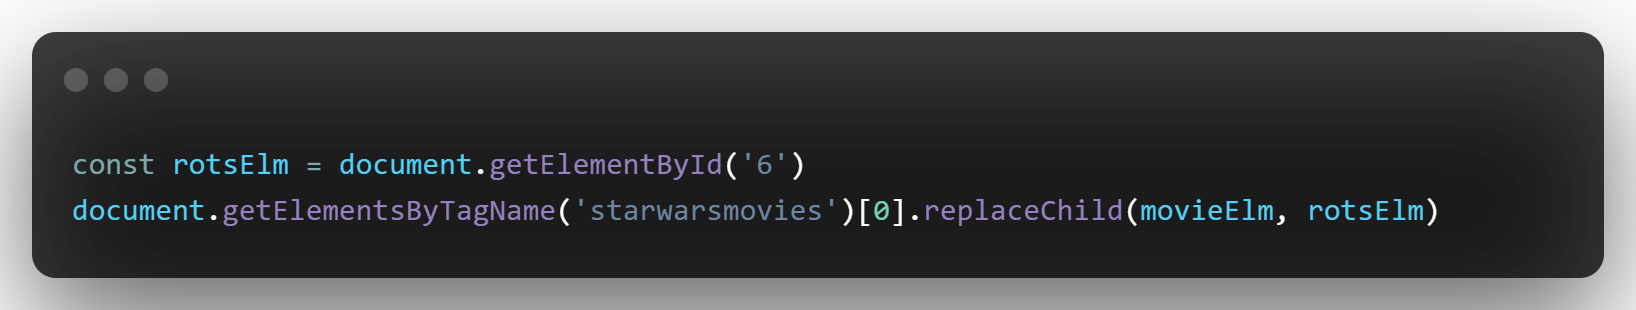 const rotsElm = document.getElementById('6')
document.getElementsByTagName('starwarsmovies')[0].replaceChild(movieElm, rotsElm)